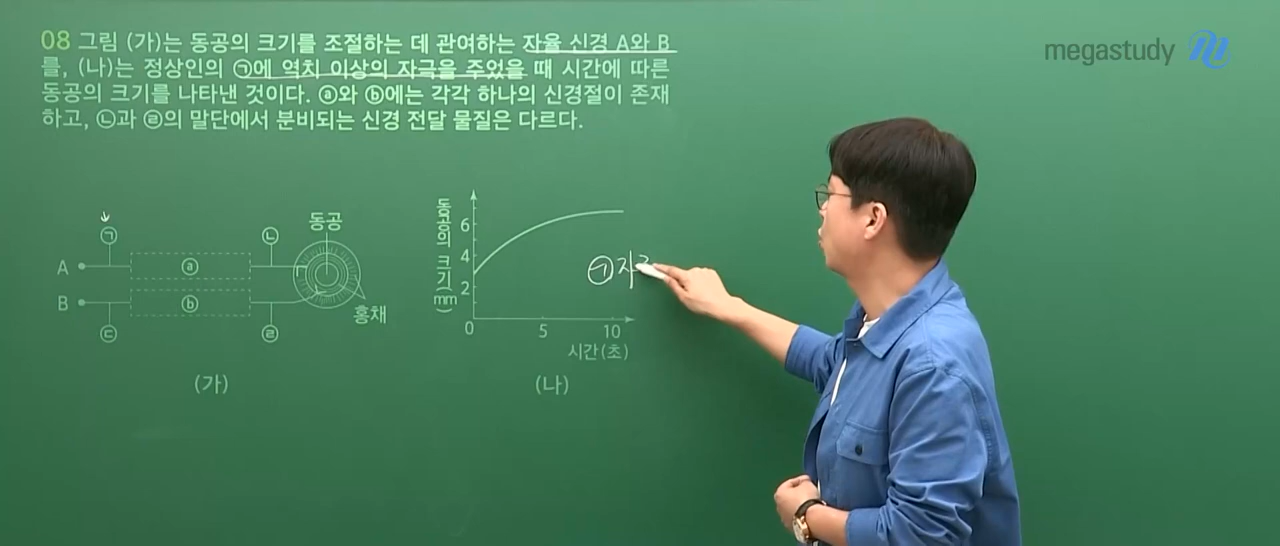 08 그림 (가)는 동공의 크기를 조절하는 데 관여하는 자율 신경 A와 B
를, (나)는 정상인의 ㉠에 역치 이상의 자극을 주었을 때 시간에 따른
동공의 크기를 나타낸 것이다. ⓐ와 ⓑ에는 각각 하나의 신경절이 존재
하고, ㉡과 ㉣의 말단에서 분비되는 신경 전달 물질은 다르다.
megastudy
동공
㉠
㉡
A
ⓐ
B
ⓑ
㉢
㉣
홍채
(가)
동공의 크기(mm)
6
4
2
0
5
10
시간(초)
㉠자
(나)